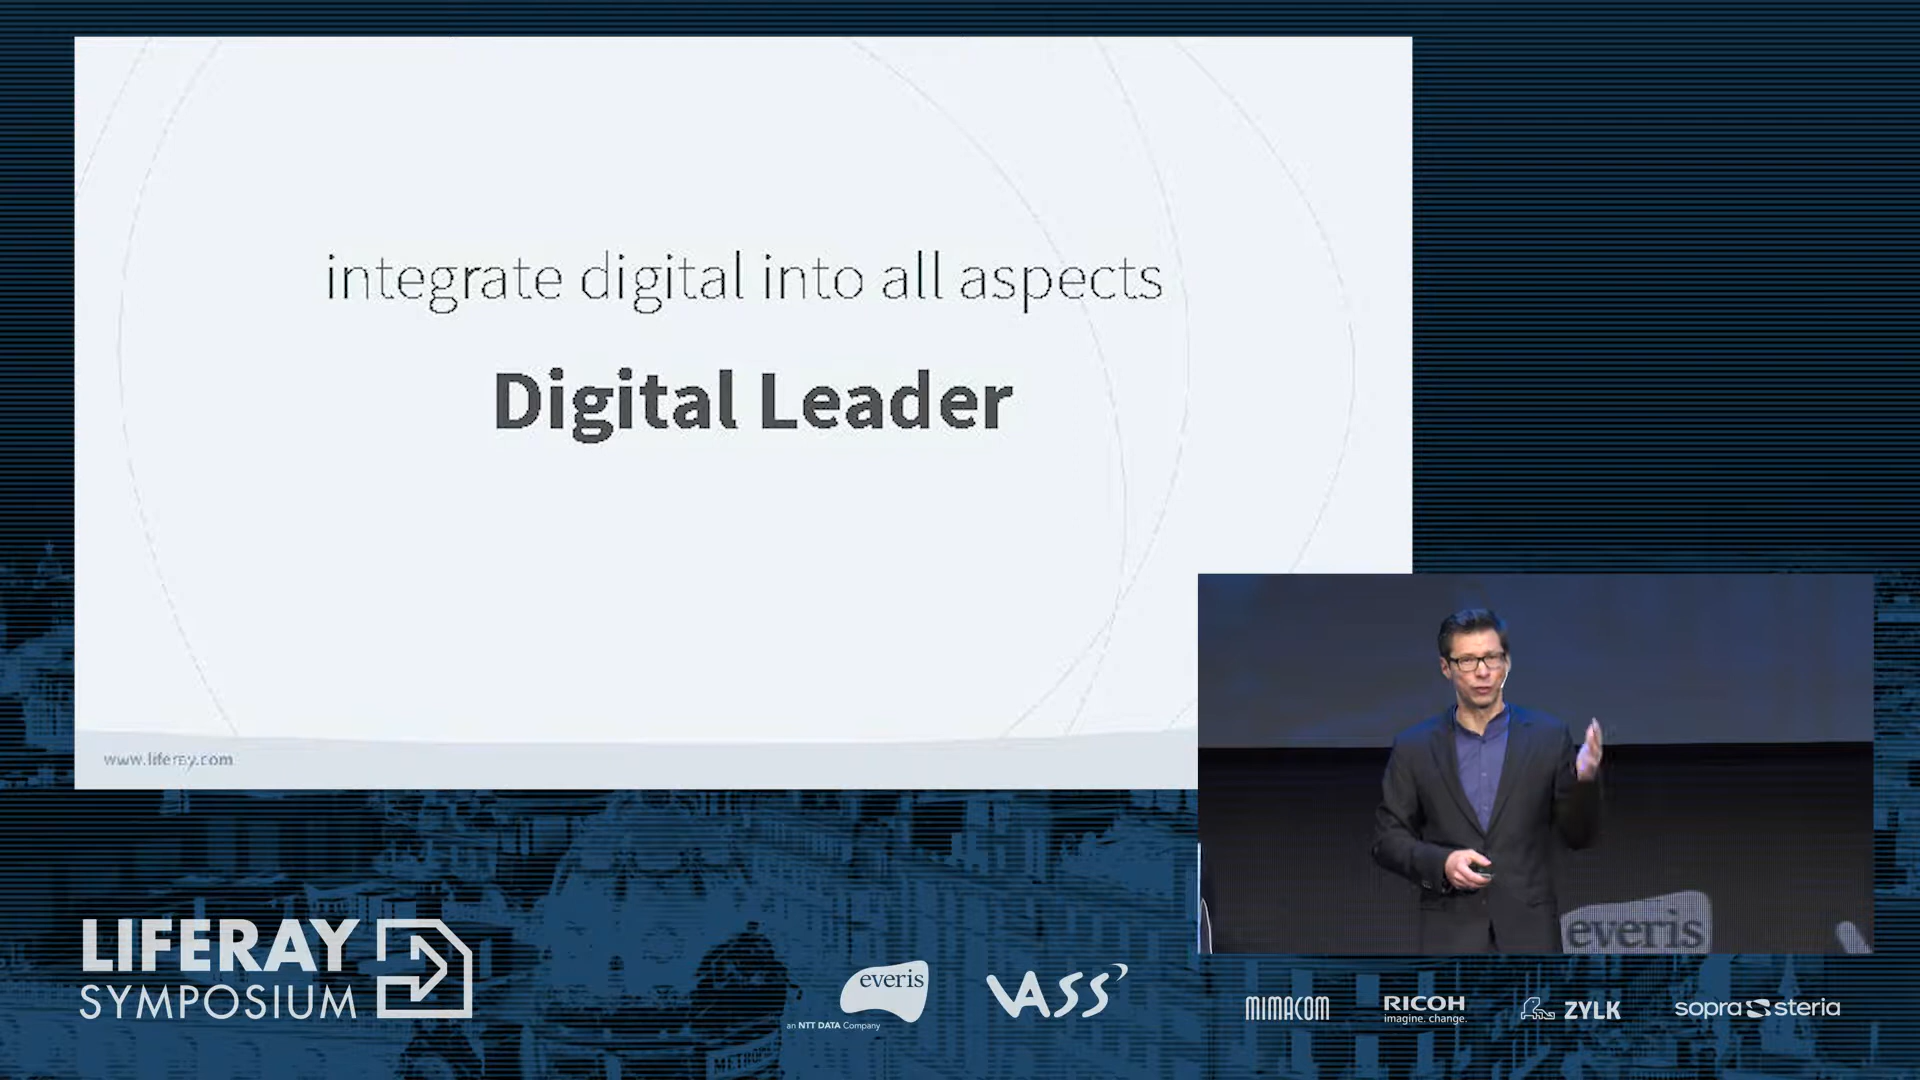 integrate digital into all aspects
Digital Leader
www.liferay.com
everis
LIFERAY
SYMPOSIUM
everis
an NTT DATA Company
VASS
MIMACOM
RICOH
imagine. change.
ZYLK
sopra steria
METROPO